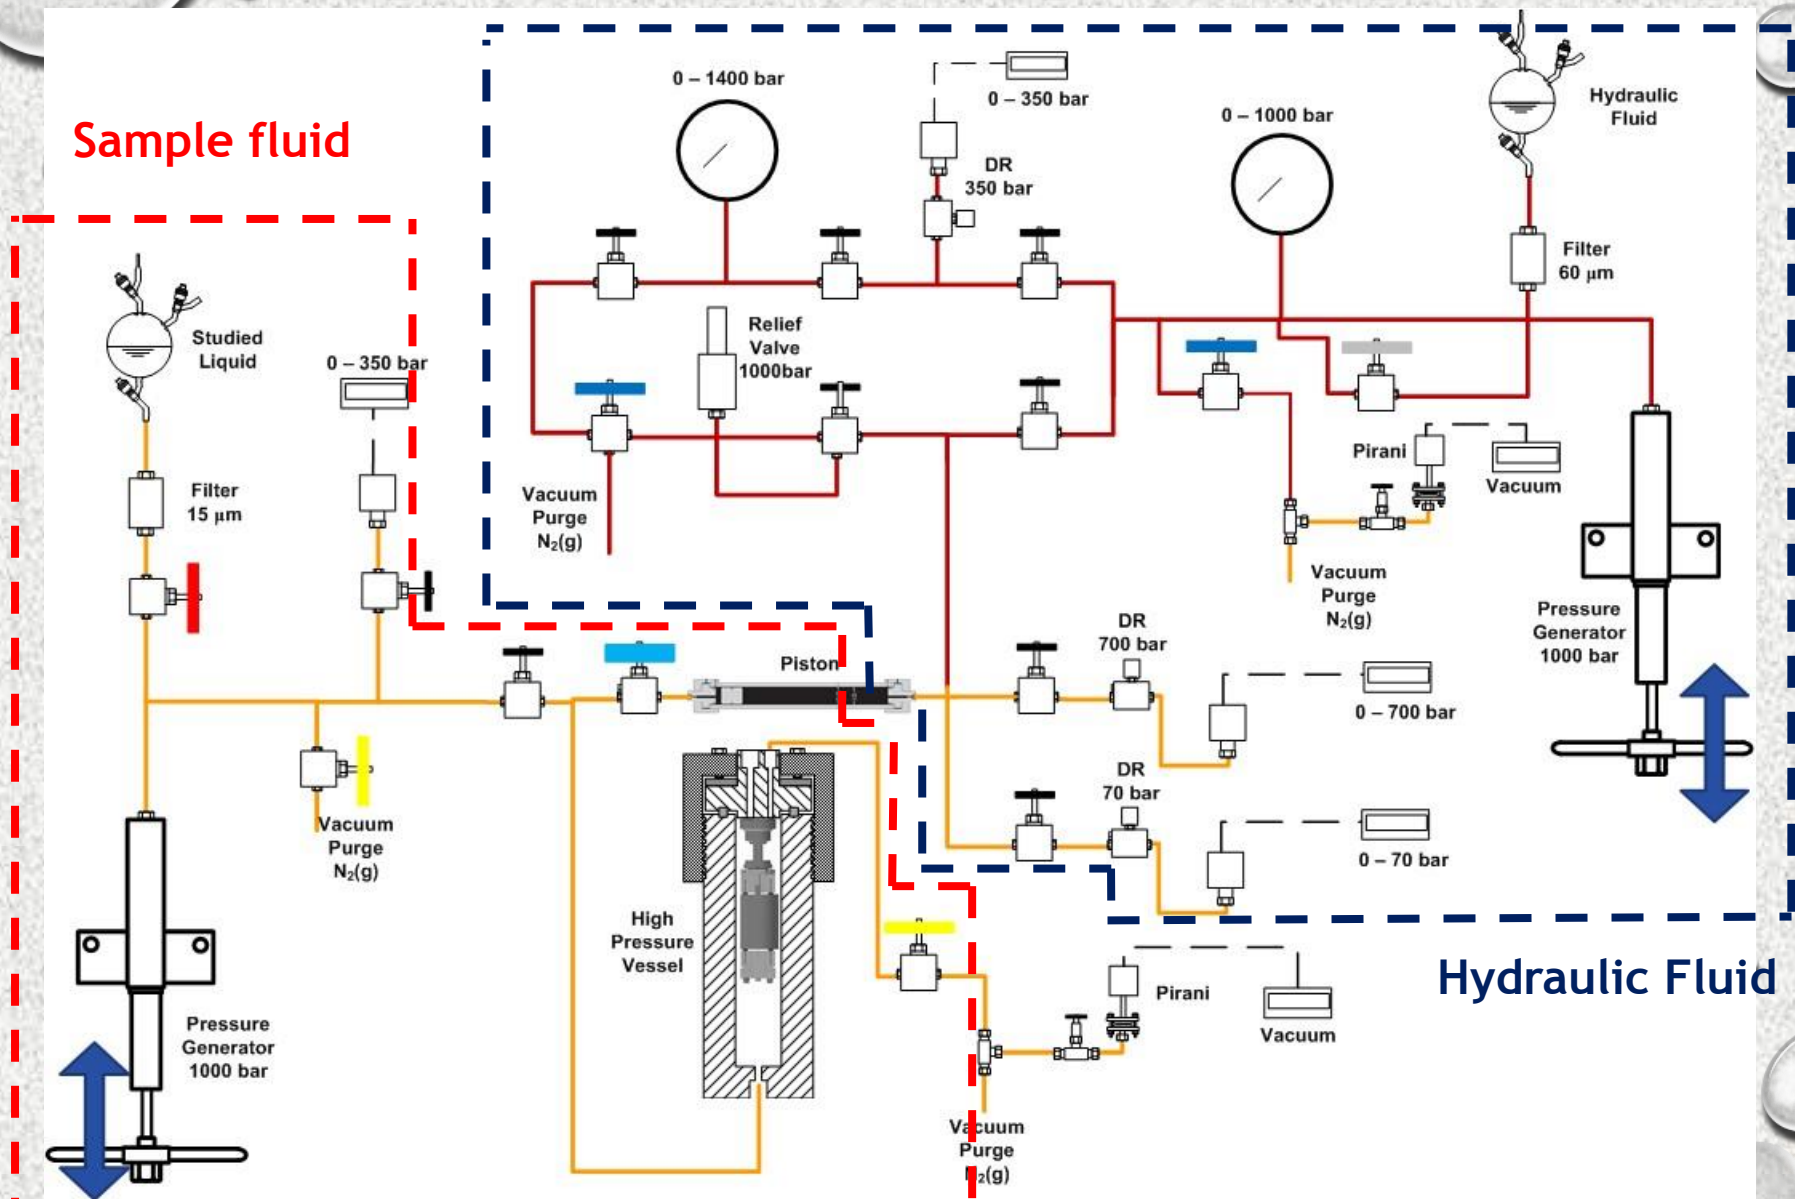 Sample fluid
0 – 1400 bar
0 – 350 bar
DR
350 bar
0 – 1000 bar
Hydraulic
Fluid
Filter
60 μm
Studied
Liquid
0 – 350 bar
Relief
Valve
1000bar
Filter
15 μm
Vacuum
Purge
N₂(g)
Pirani
Vacuum
Vacuum
Purge
N₂(g)
Pressure
Generator
1000 bar
Piston
DR
700 bar
0 – 700 bar
DR
70 bar
0 – 70 bar
Vacuum
Purge
N₂(g)
High
Pressure
Vessel
Hydraulic Fluid
Pirani
Vacuum
Pressure
Generator
1000 bar
Vacuum
Purge
N₂(g)